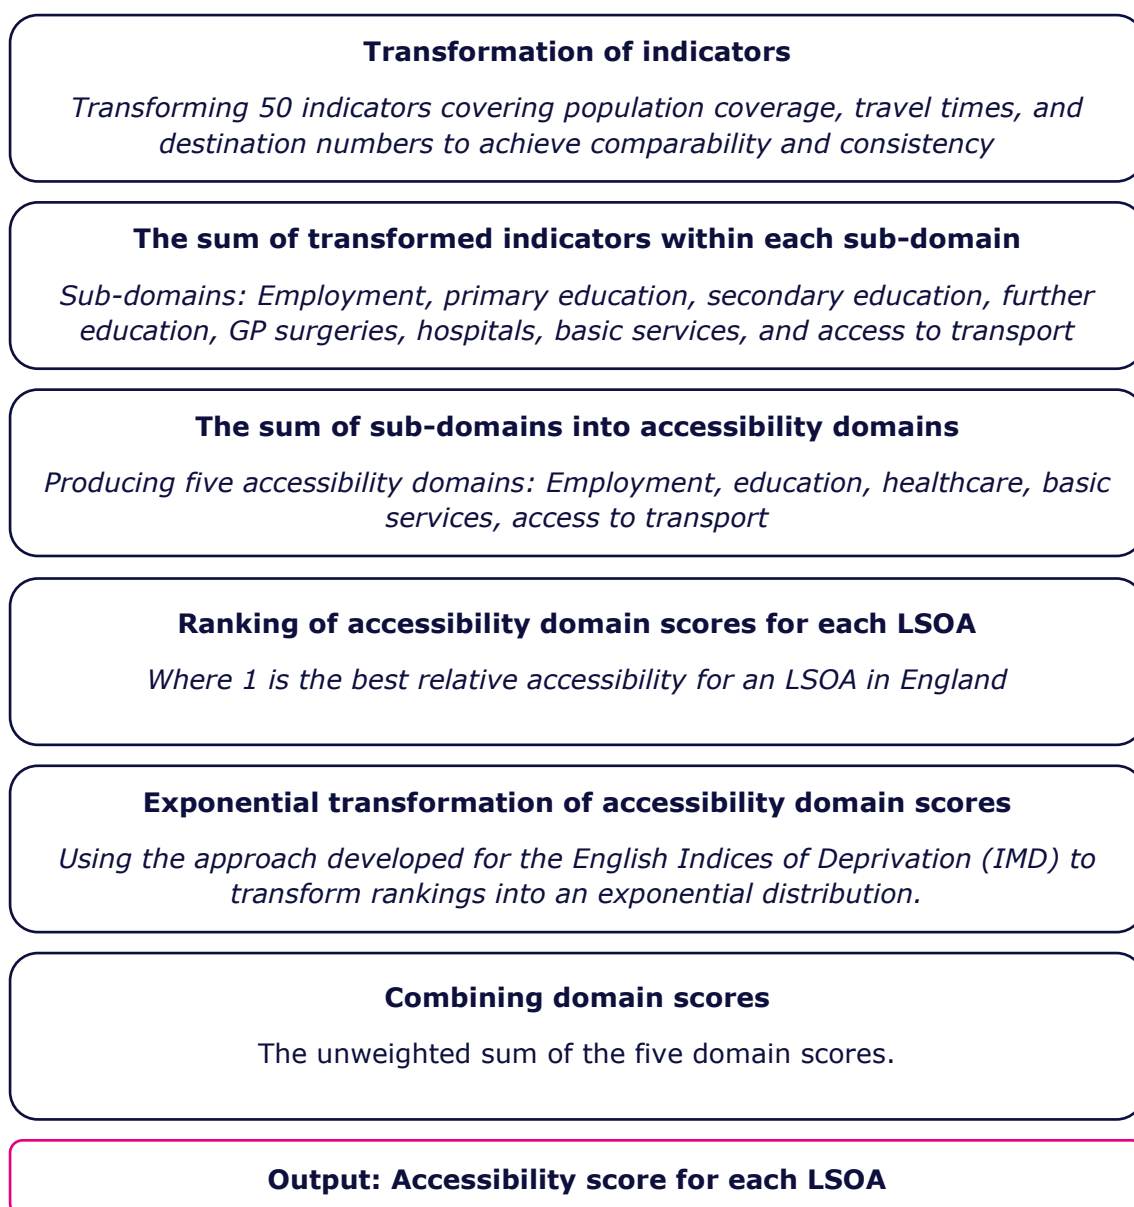 Transformation of indicators
Transforming 50 indicators covering population coverage, travel times, and
destination numbers to achieve comparability and consistency
The sum of transformed indicators within each sub-domain
Sub-domains: Employment, primary education, secondary education, further
education, GP surgeries, hospitals, basic services, and access to transport
The sum of sub-domains into accessibility domains
Producing five accessibility domains: Employment, education, healthcare, basic
services, access to transport
Ranking of accessibility domain scores for each LSOA
Where 1 is the best relative accessibility for an LSOA in England
Exponential transformation of accessibility domain scores
Using the approach developed for the English Indices of Deprivation (IMD) to
transform rankings into an exponential distribution.
Combining domain scores
The unweighted sum of the five domain scores.
Output: Accessibility score for each LSOA